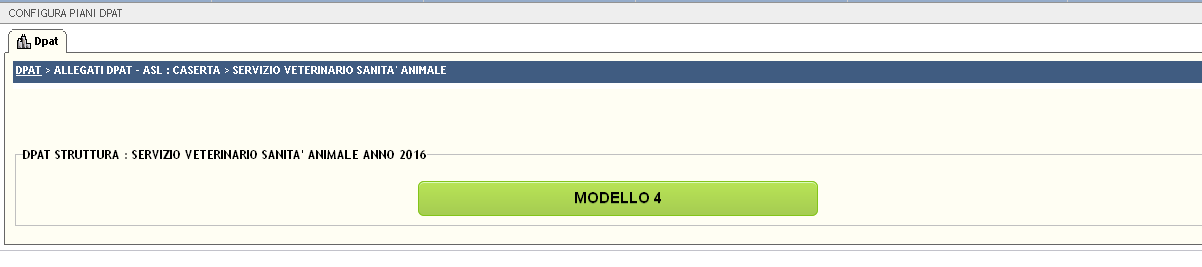 CONFIGURA PIANI DPAT
Dpat
DPAT > ALLEGATI DPAT - ASL : CASERTA > SERVIZIO VETERINARIO SANITA' ANIMALE
DPAT STRUTTURA : SERVIZIO VETERINARIO SANITA' ANIMALE ANNO 2016
MODELLO 4